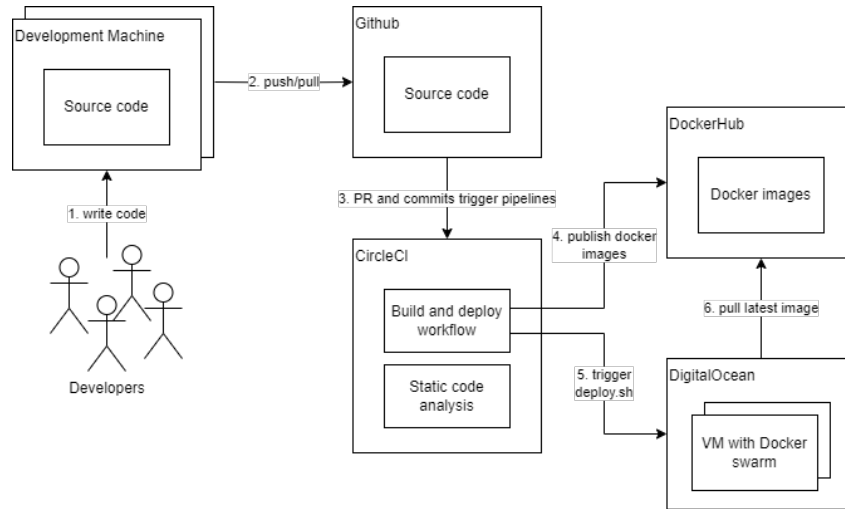 Development Machine
Source code
2. push/pull
Github
Source code
1. write code
Developers
3. PR and commits trigger pipelines
CircleCI
Build and deploy
workflow
Static code
analysis
4. publish docker
images
5. trigger
deploy.sh
DockerHub
Docker images
6. pull latest image
DigitalOcean
VM with Docker
swarm